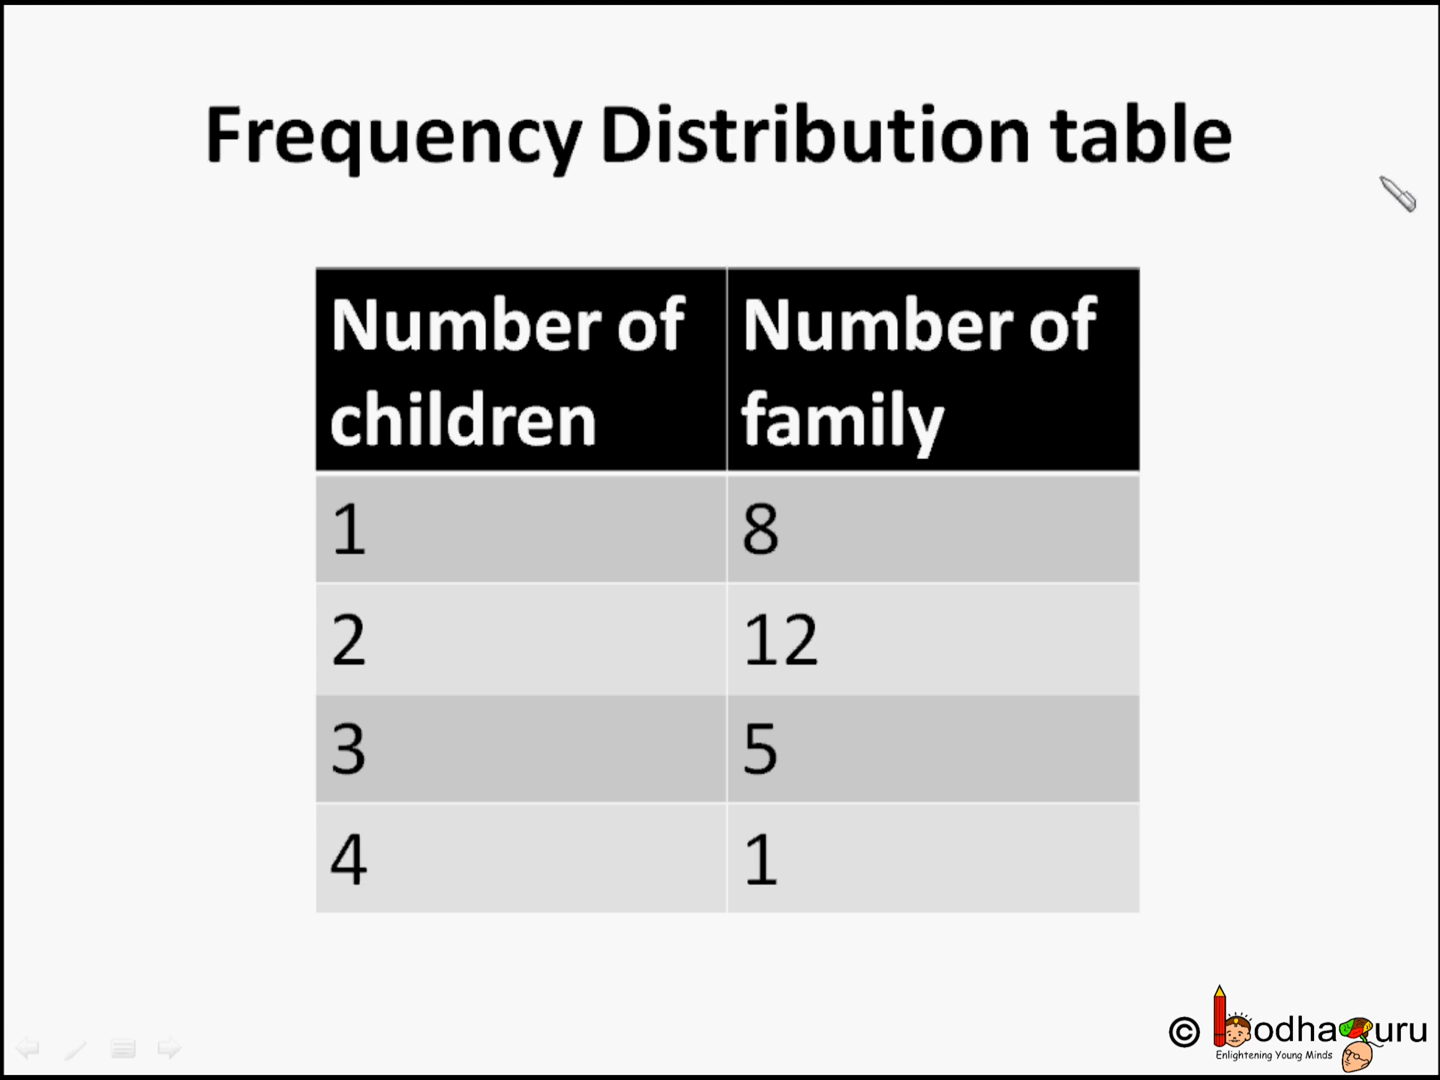 Frequency Distribution table
Number of children
Number of family
1 8
2 12
3 5
4 1
© bodhaguru
Enlightening Young Minds